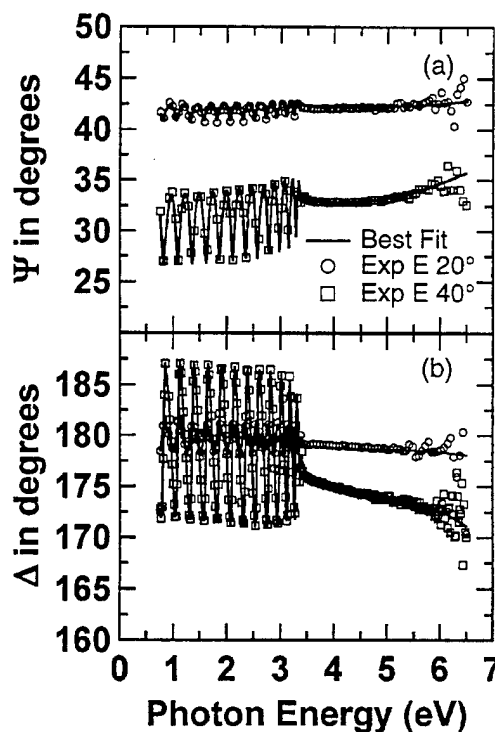 50
45
40
35
30
25
Ψ in degrees
(a)
Best Fit
Exp E 20°
Exp E 40°
185
180
175
170
165
160
Δ in degrees
(b)
0 1 2 3 4 5 6 7
Photon Energy (eV)